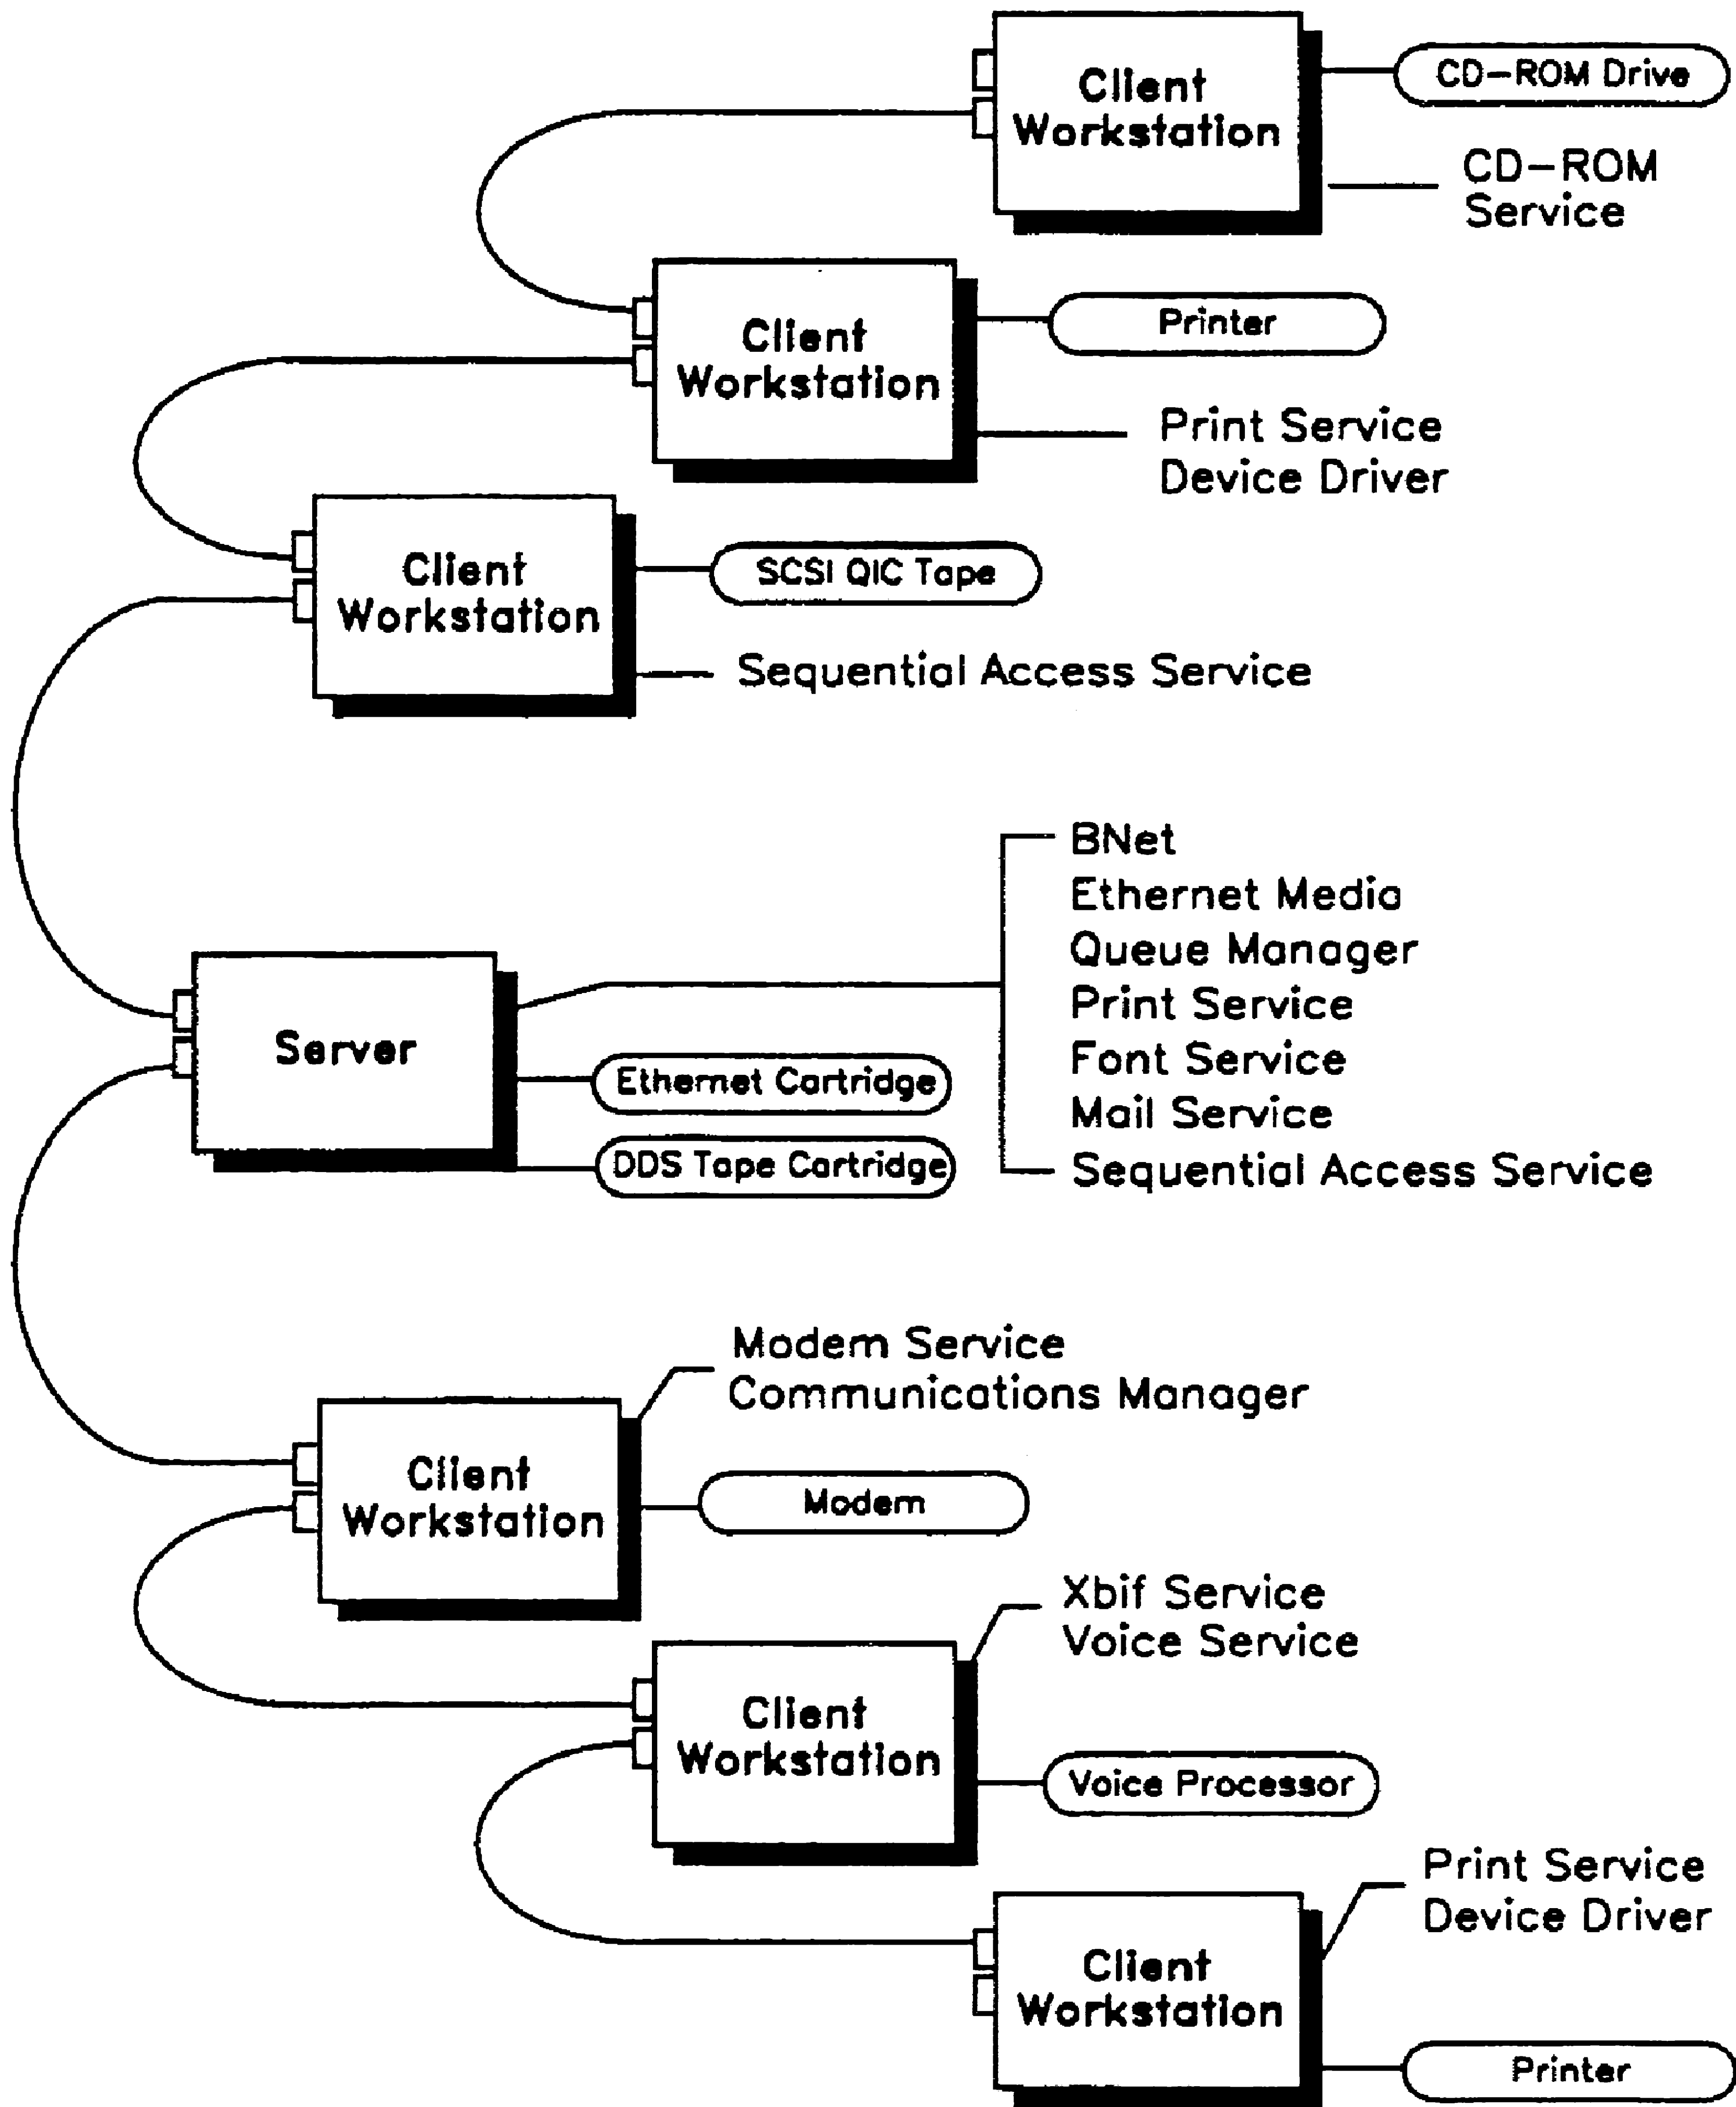 Client
Workstation
CD-ROM Drive
CD-ROM
Service
Client
Workstation
Printer
Print Service
Device Driver
Client
Workstation
SCSI QIC Tape
Sequential Access Service
Server
BNet
Ethernet Media
Queue Manager
Print Service
Font Service
Mail Service
Sequential Access Service
Ethernet Cartridge
DDS Tape Cartridge
Modem Service
Communications Manager
Client
Workstation
Modem
Xbif Service
Voice Service
Client
Workstation
Voice Processor
Print Service
Device Driver
Client
Workstation
Printer